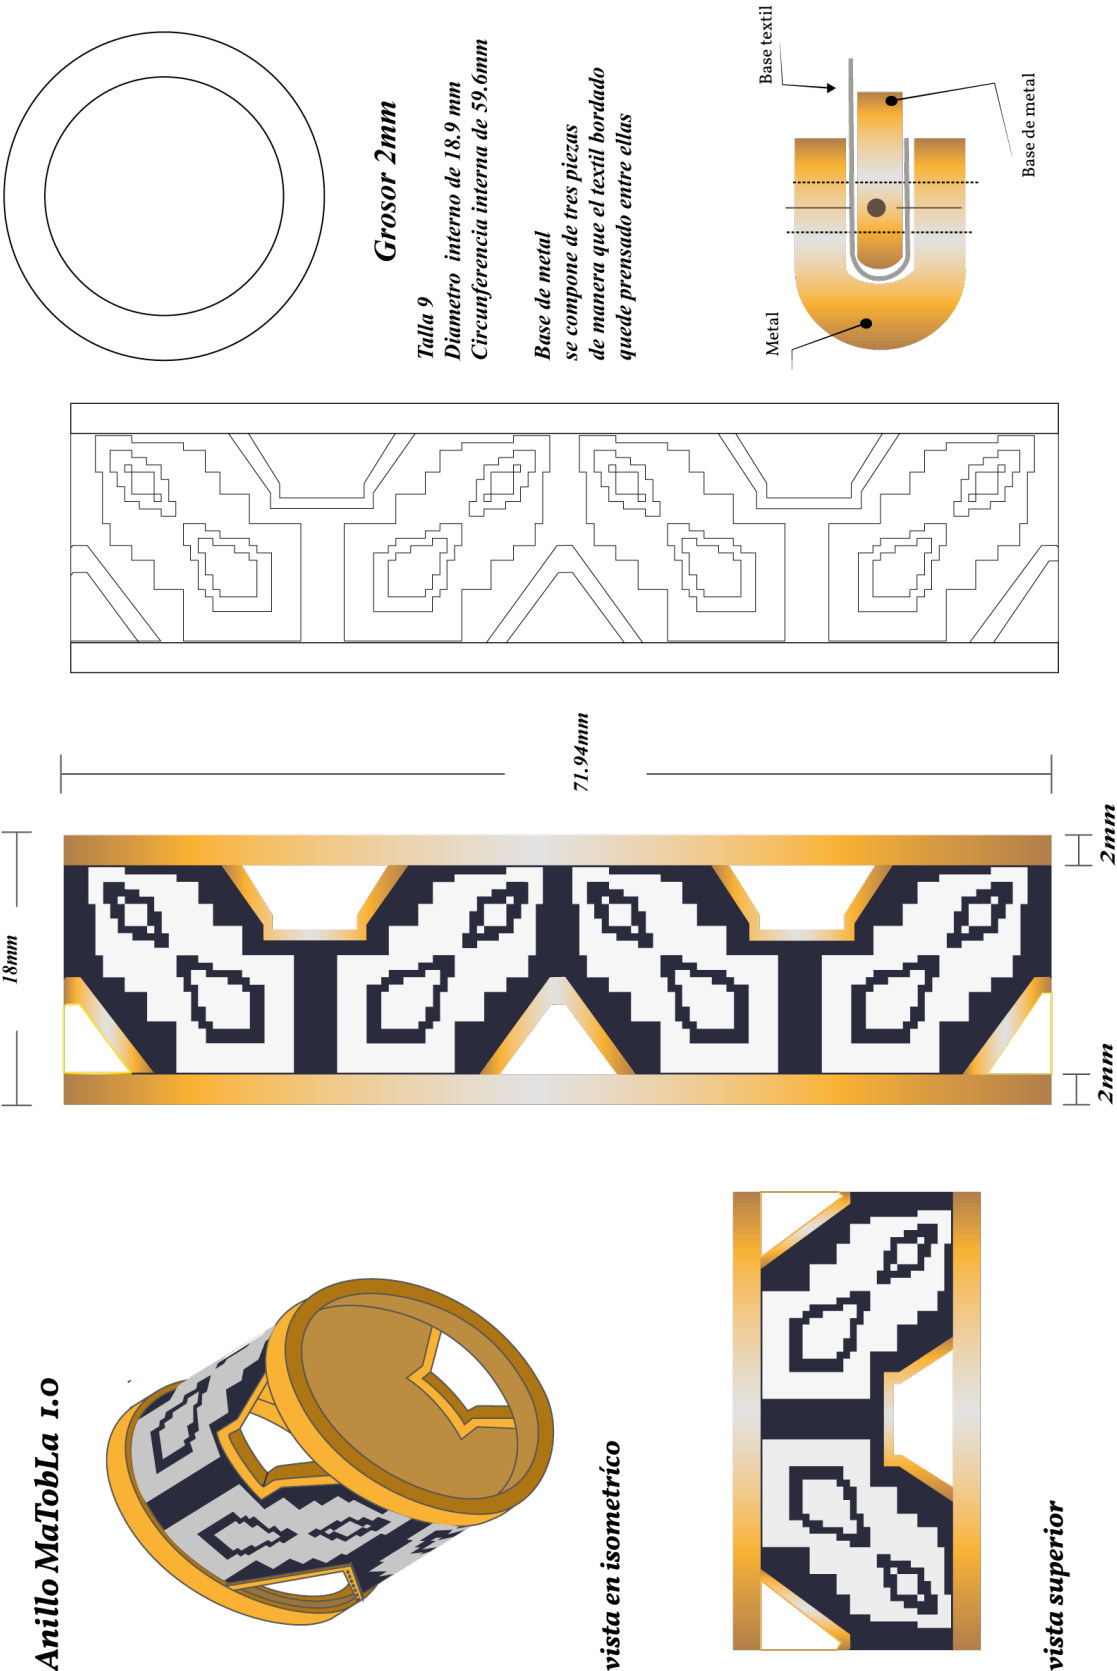 Anillo MaTobLa 1.0
vista en isometríco
vista superior
18mm
71.94mm
2mm
2mm
Grosor 2mm
Talla 9
Diametro interno de 18.9 mm
Circunferencia interna de 59.6mm
Base de metal
se compone de tres piezas
de manera que el textil bordado
quede prensado entre ellas
Base textil
Metal
Base de metal